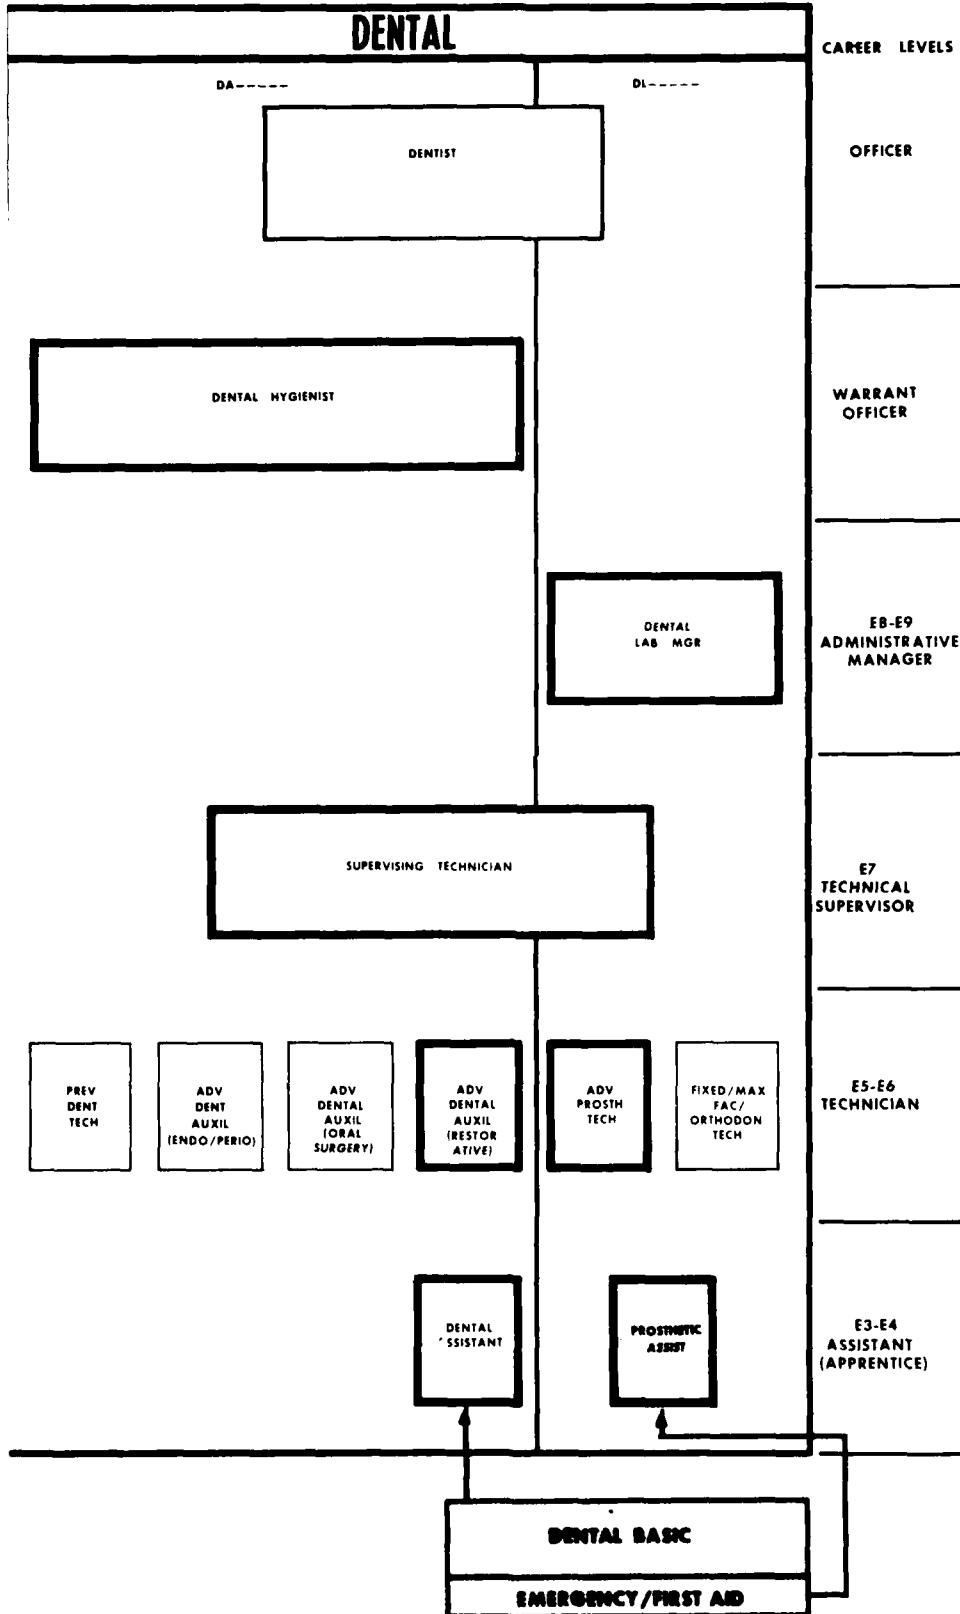 DENTAL
CAREER LEVELS
DA-----
DL-----
DENTIST
OFFICER
DENTAL HYGIENIST
WARRANT
OFFICER
DENTAL
LAB MGR
E8-E9
ADMINISTRATIVE
MANAGER
SUPERVISING TECHNICIAN
E7
TECHNICAL
SUPERVISOR
PREV
DENT
TECH
ADV
DENT
AUXIL
(ENDO/PERIO)
ADV
DENTAL
AUXIL
(ORAL
SURGERY)
ADV
DENTAL
AUXIL
(RESTOR
ATIVE)
ADV
PROSTH
TECH
FIXED/MAX
FAC/
ORTHODON
TECH
E5-E6
TECHNICIAN
DENTAL
SSISTANT
PROSTHETIC
ASSIST
E3-E4
ASSISTANT
(APPRENTICE)
DENTAL BASIC
EMERGENCY/FIRST AID